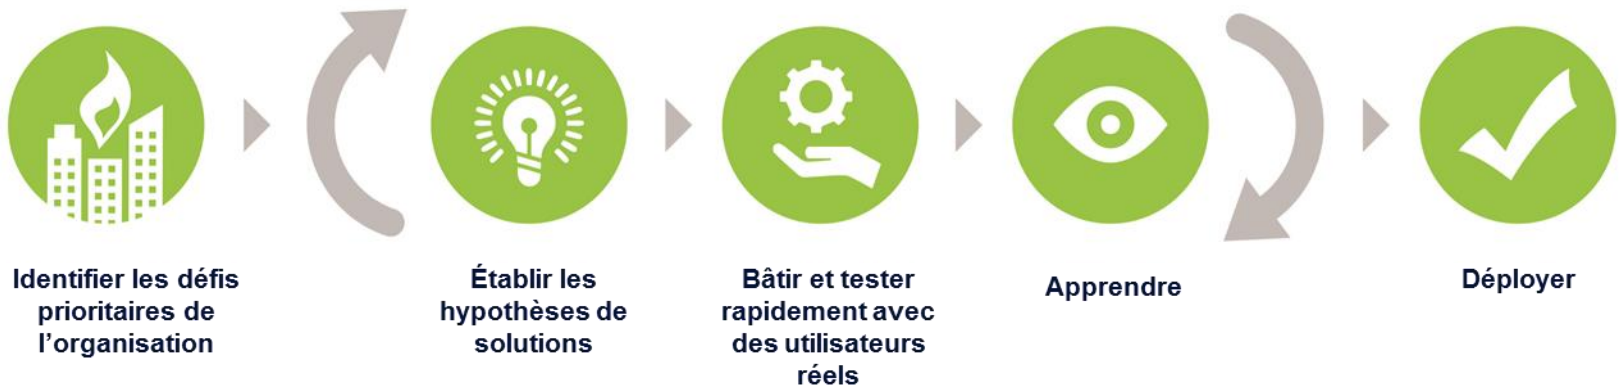 Identifier les défis
prioritaires de
l’organisation
Établir les
hypothèses de
solutions
Bâtir et tester
rapidement avec
des utilisateurs
réels
Apprendre
Déployer